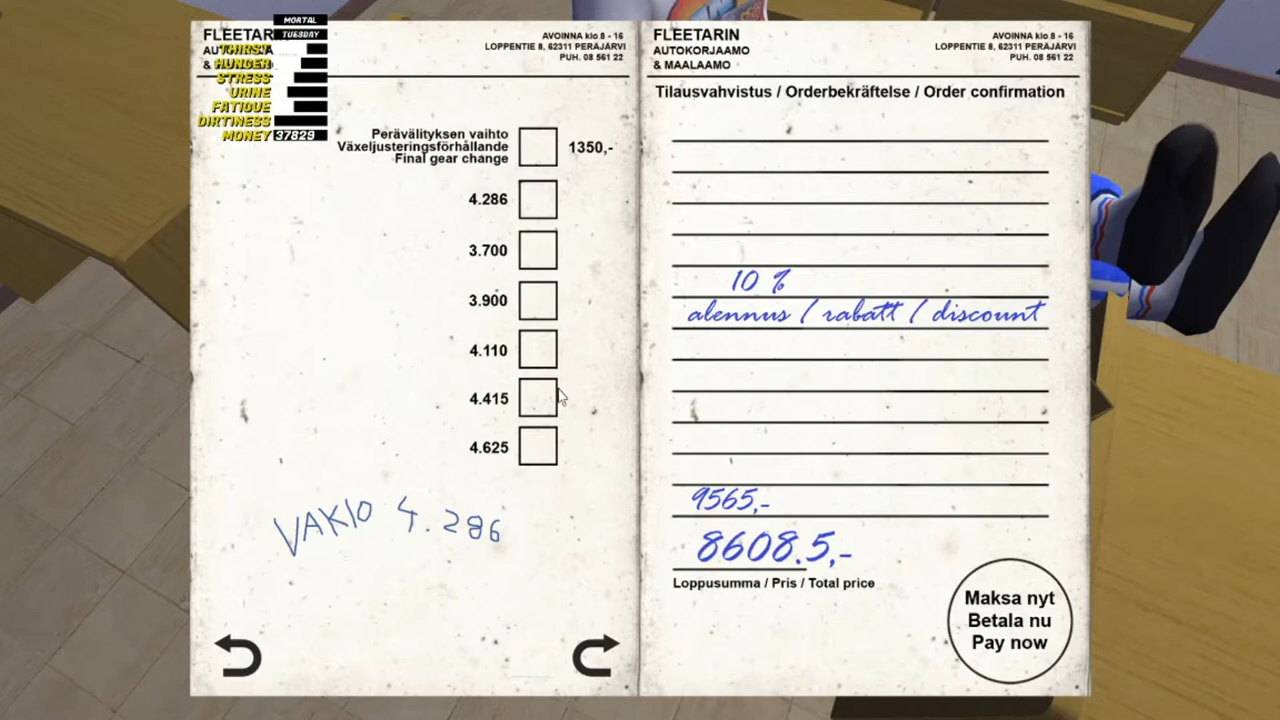 MORTAL
TUESDAY
THIRST
HUNGER
STRESS
URINE
FATIGUE
DIRTINESS
MONEY 37829
FLEETAR
AU
&
AVOINNA klo 8 - 16
LOPPENTIE 8, 62311 PERÄJÄRVI
PUH. 08 561 22
Perävälityksen vaihto
Växeljusteringsförhållande
Final gear change
1350,-
4.286
3.700
3.900
4.110
4.415
4.625
VAKIO 4.286
FLEETARIN
AUTOKORJAAMO
& MAALAAMO
AVOINNA klo 8 - 16
LOPPENTIE 8, 62311 PERÄJÄRVI
PUH. 08 561 22
Tilausvahvistus / Orderbekräftelse / Order confirmation
10 %
alennus / rabatt / discount
9565,-
8608.5,-
Loppusumma / Pris / Total price
Maksa nyt
Betala nu
Pay now